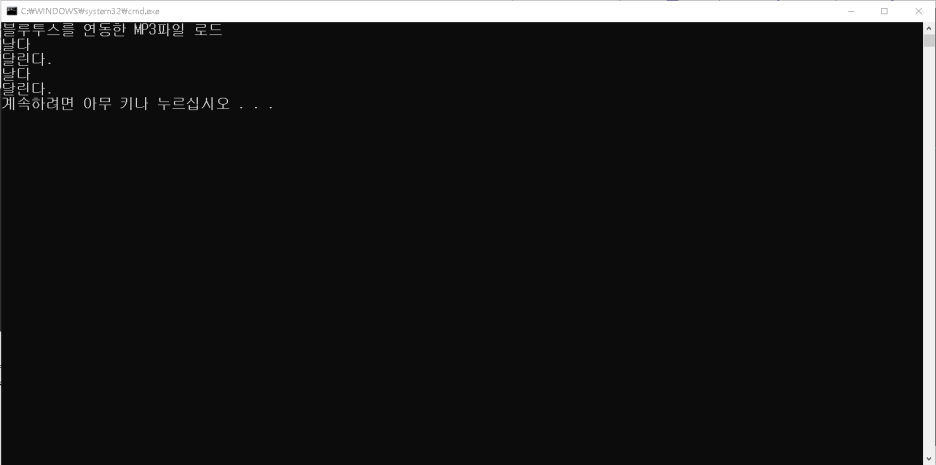 C:₩WINDOWS₩system32₩cmd.exe
블루투스를 연동한 MP3파일 로드
날다
달린다.
날다
달린다.
계속하려면 아무 키나 누르십시오 . . .